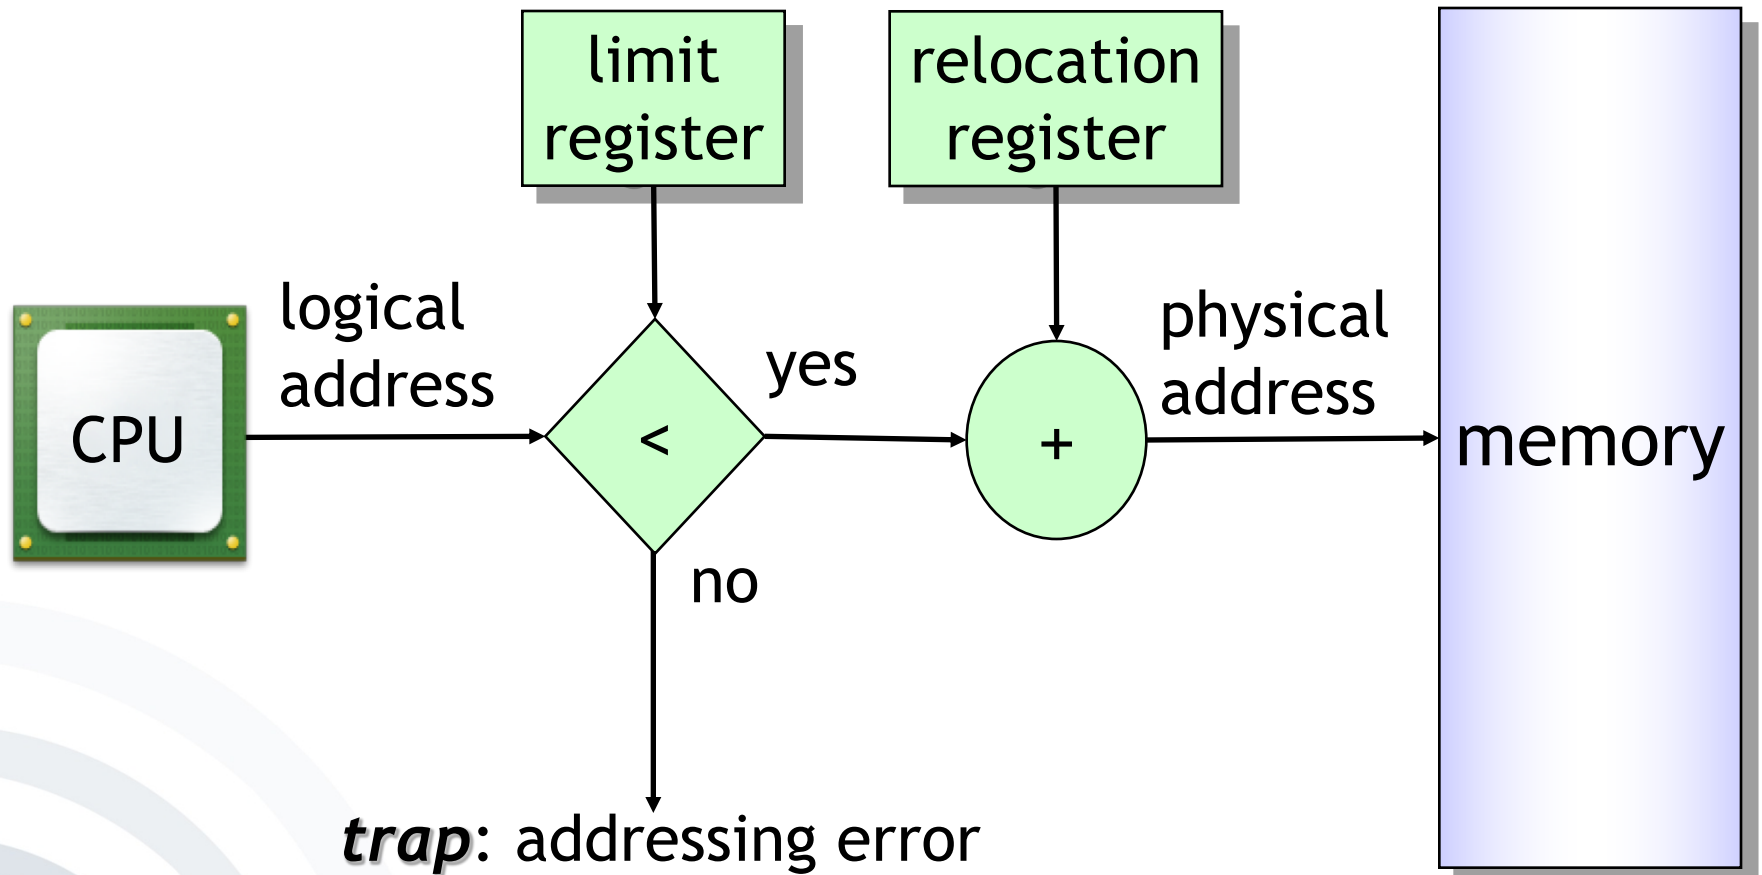 limit
register
relocation
register
logical
address
CPU
<
yes
+
physical
address
memory
no
trap: addressing error